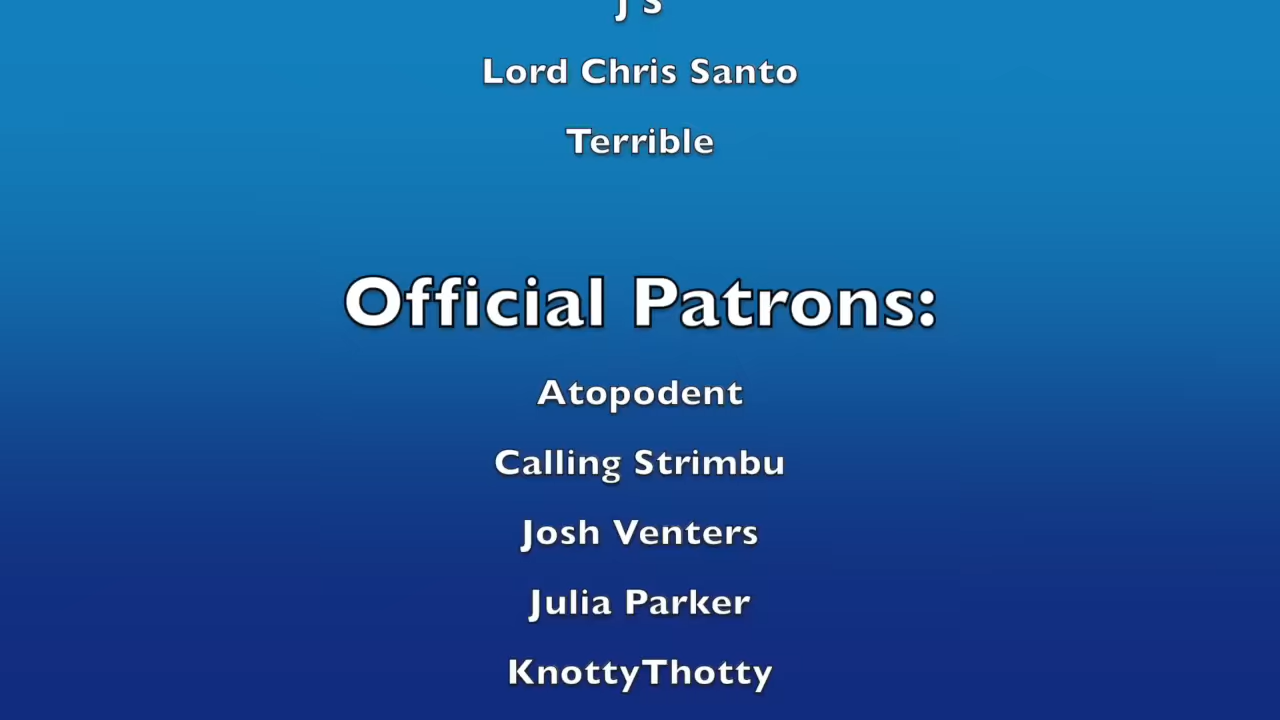 J S
Lord Chris Santo
Terrible
Official Patrons:
Atopodent
Calling Strimbu
Josh Venters
Julia Parker
KnottyThotty